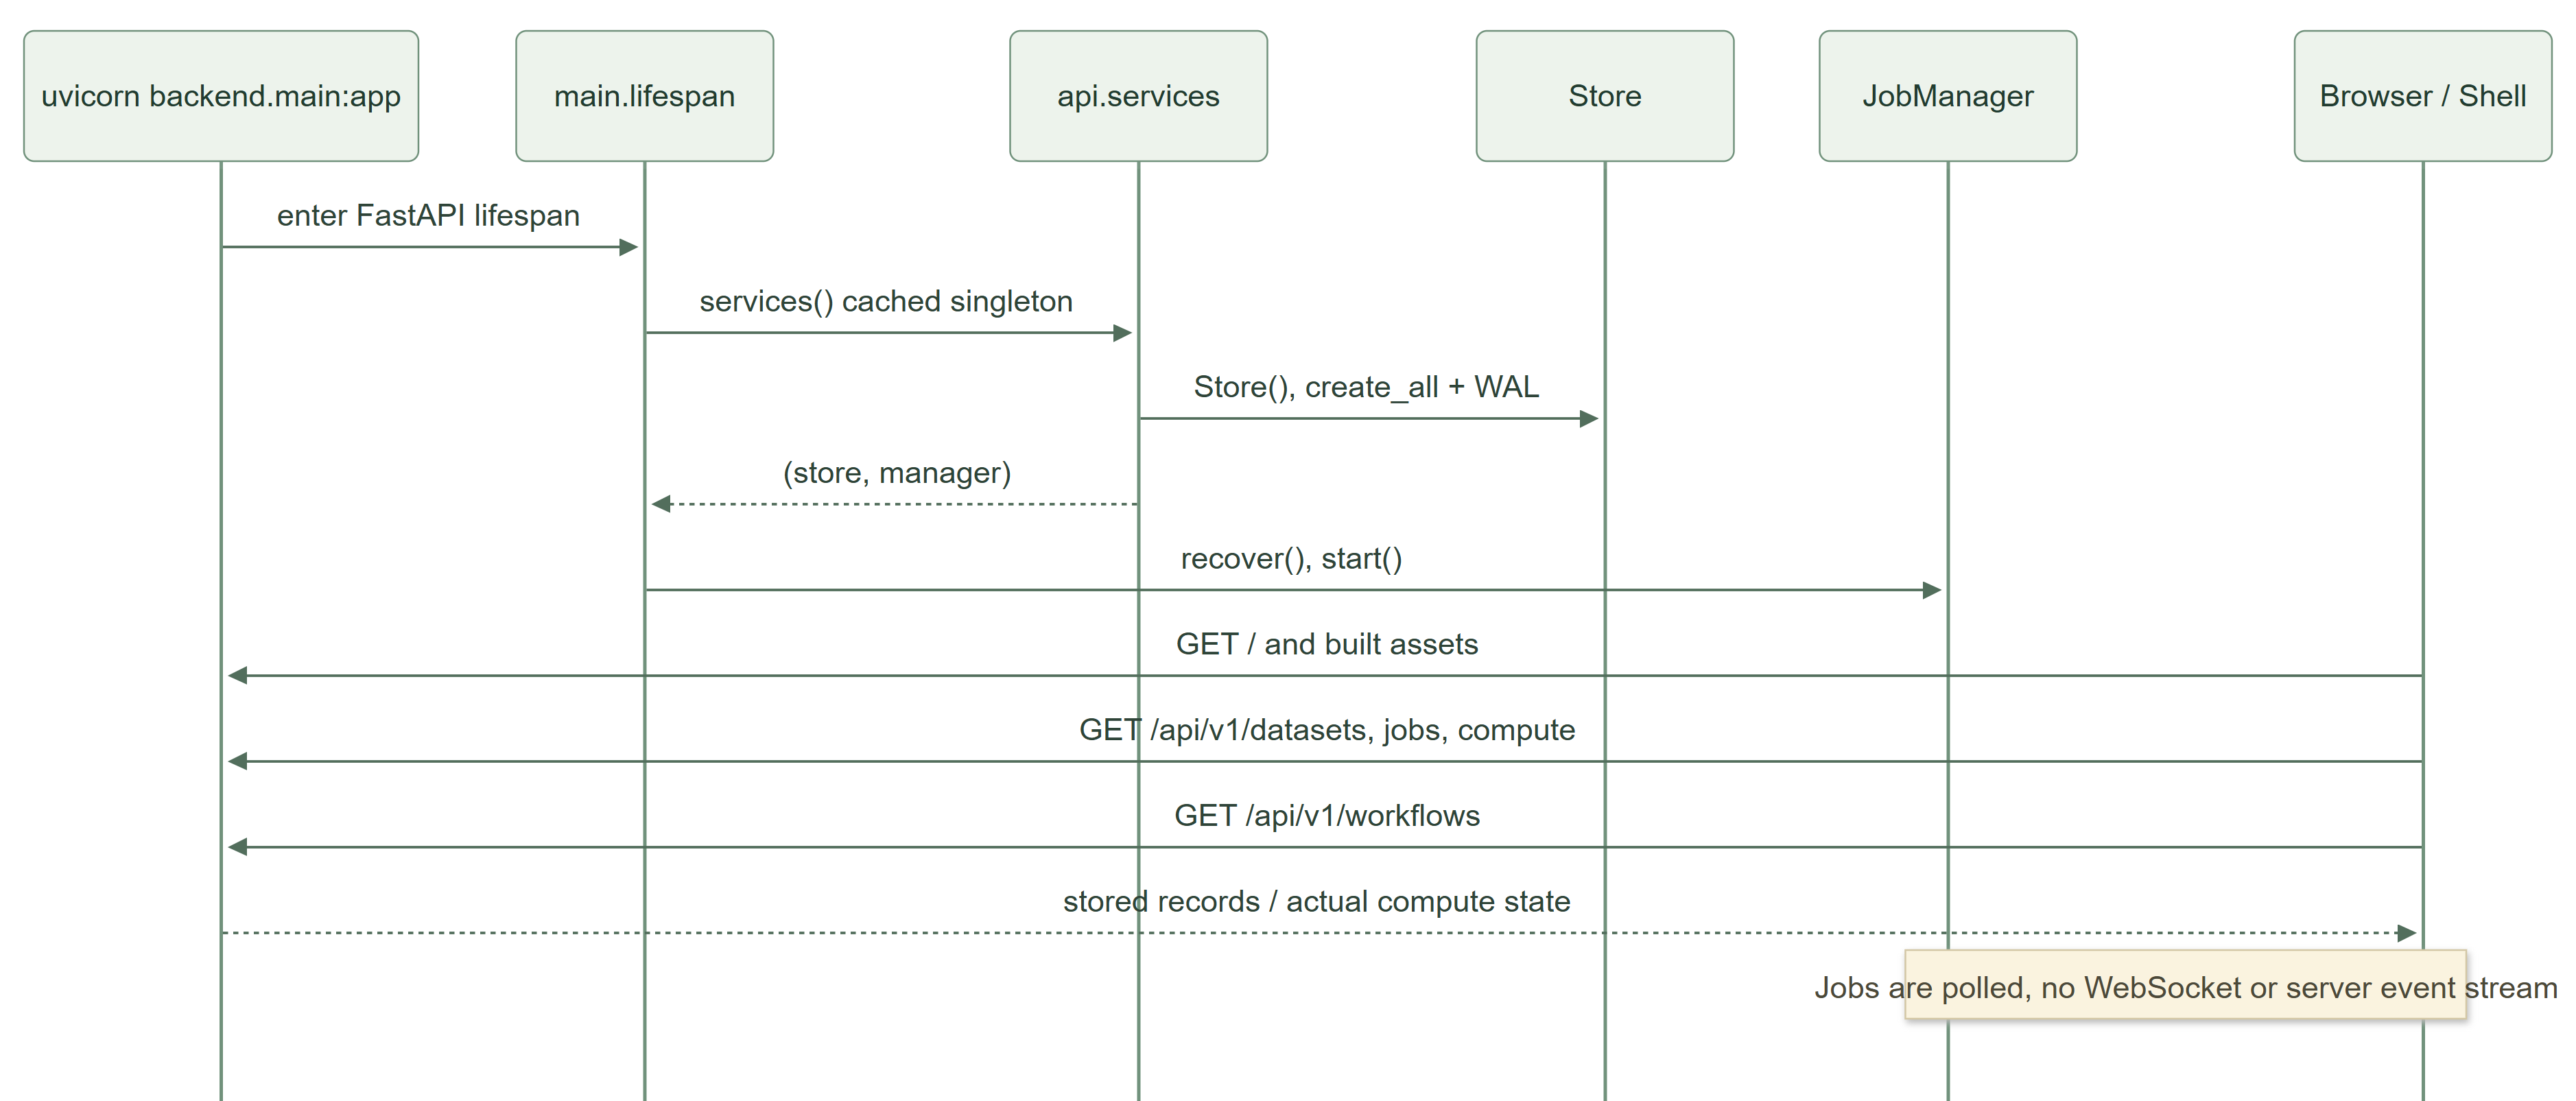 uvicorn backend.main:app
main.lifespan
api.services
Store
JobManager
Browser / Shell
enter FastAPI lifespan
services() cached singleton
Store(), create_all + WAL
(store, manager)
recover(), start()
GET / and built assets
GET /api/v1/datasets, jobs, compute
GET /api/v1/workflows
stored records / actual compute state
Jobs are polled, no WebSocket or server event stream